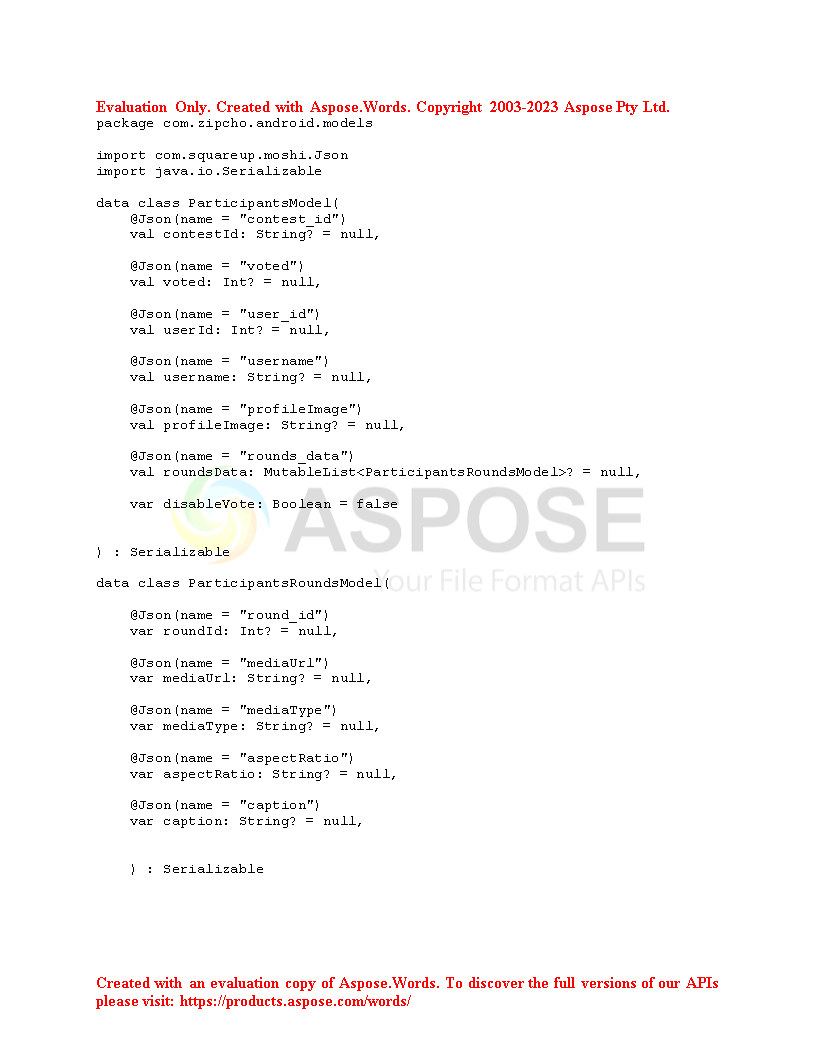 Evaluation Only. Created with Aspose.Words. Copyright 2003-2023 Aspose Pty Ltd.
package com.zipcho.android.models
import com.squareup.moshi.Json
import java.io.Serializable
data class ParticipantsModel(
    @Json(name = "contest_id")
    val contestId: String? = null,
    @Json(name = "voted")
    val voted: Int? = null,
    @Json(name = "user_id")
    val userId: Int? = null,
    @Json(name = "username")
    val username: String? = null,
    @Json(name = "profileImage")
    val profileImage: String? = null,
    @Json(name = "rounds_data")
    val roundsData: MutableList<ParticipantsRoundsModel>? = null,
    var disableVote: Boolean = false
ASPOSE
) : Serializable
Your File Format APIs
data class ParticipantsRoundsModel(
    @Json(name = "round_id")
    var roundId: Int? = null,
    @Json(name = "mediaUrl")
    var mediaUrl: String? = null,
    @Json(name = "mediaType")
    var mediaType: String? = null,
    @Json(name = "aspectRatio")
    var aspectRatio: String? = null,
    @Json(name = "caption")
    var caption: String? = null,
    ) : Serializable
Created with an evaluation copy of Aspose.Words. To discover the full versions of our APIs
please visit: https://products.aspose.com/words/